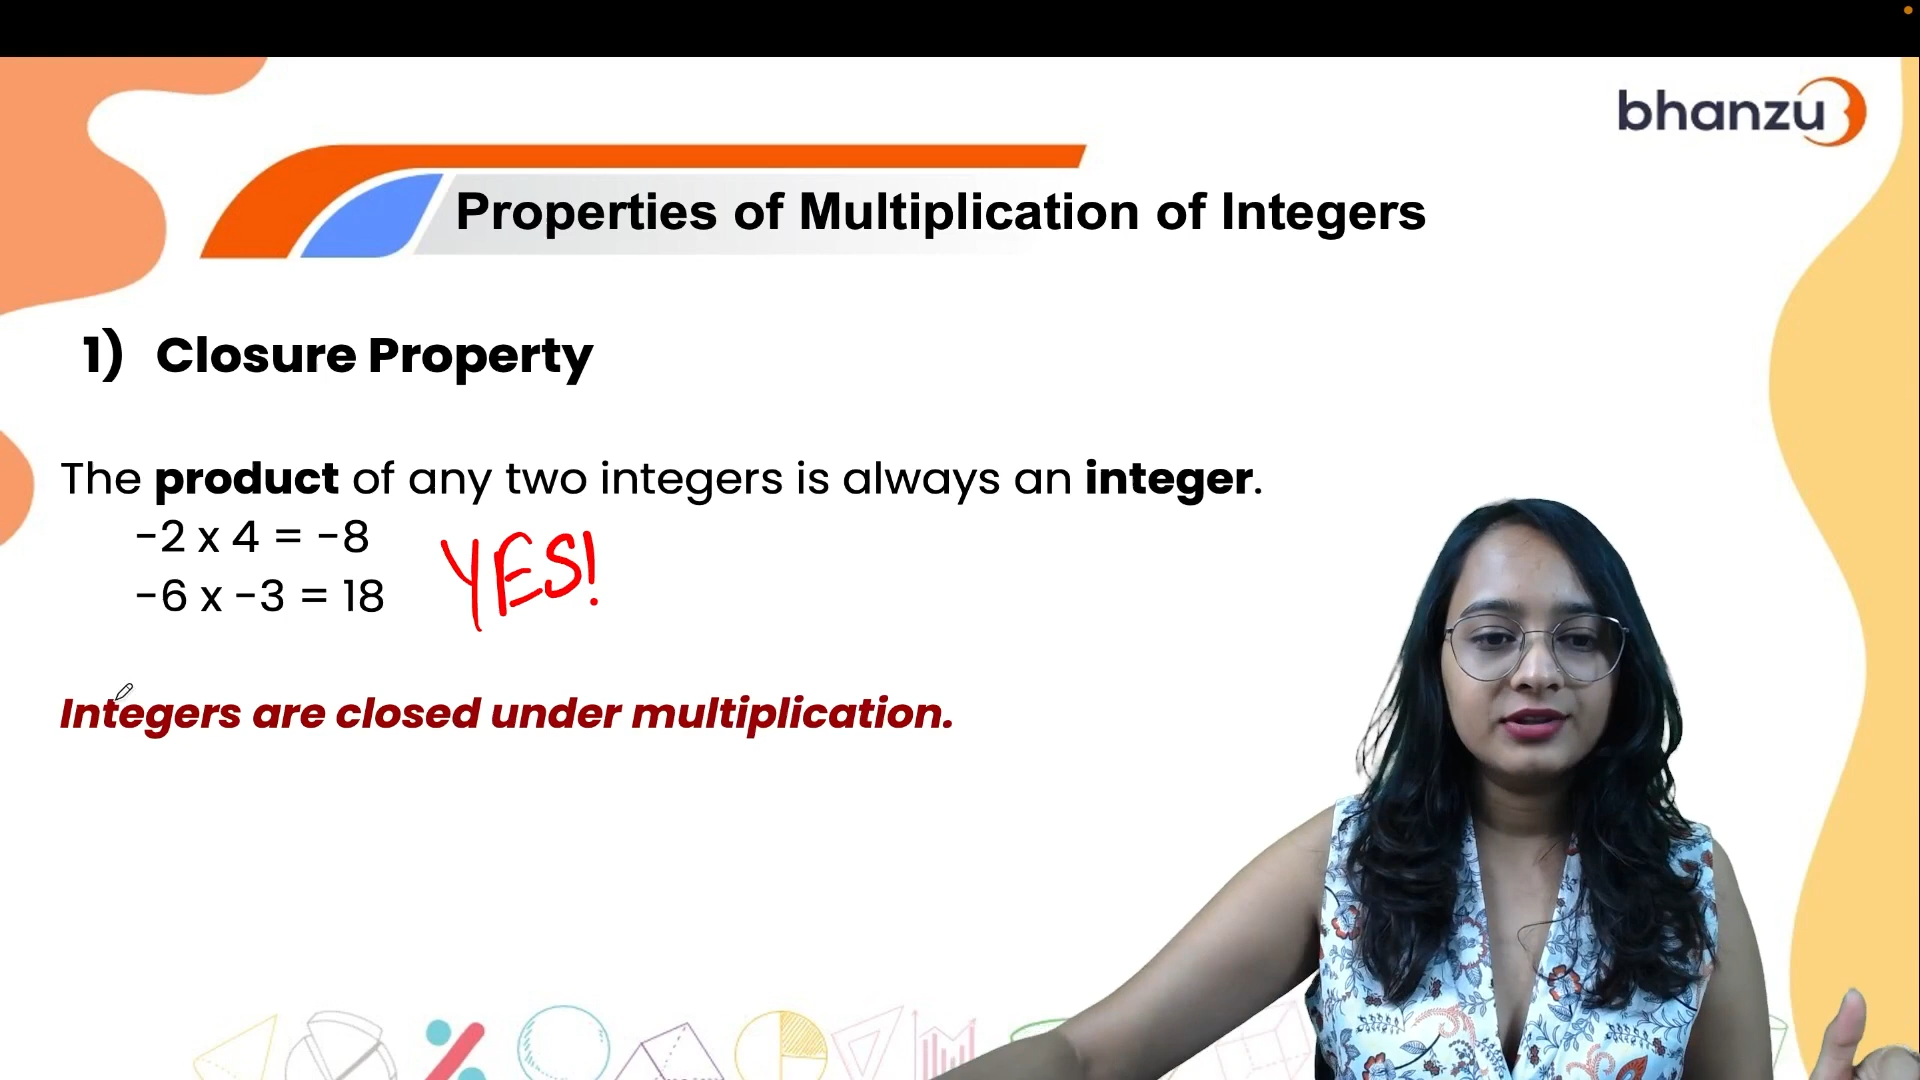 bhanzu
Properties of Multiplication of Integers
1) Closure Property
The product of any two integers is always an integer.
-2 x 4 = -8
-6 x -3 = 18
YES!
Integers are closed under multiplication.